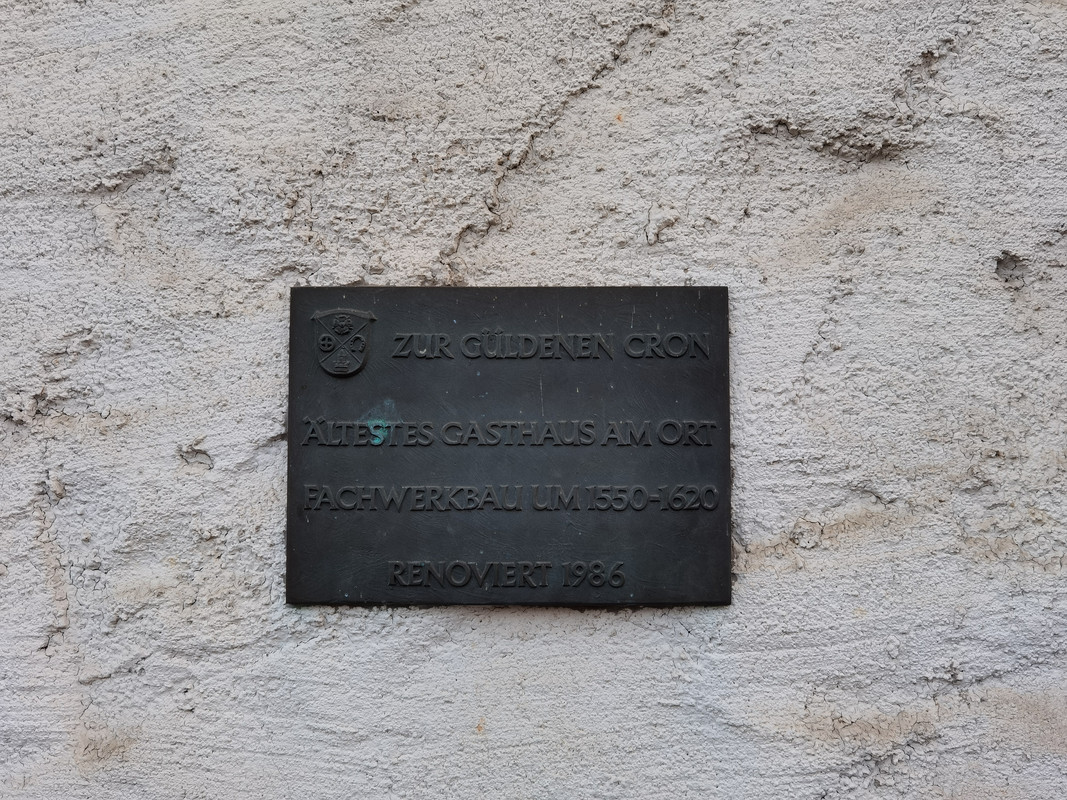 ZUR GÜLDENEN CRON
ÄLTESTES GASTHAUS AM ORT
FACHWERKBAU UM 1550-1620
RENOVIERT 1986